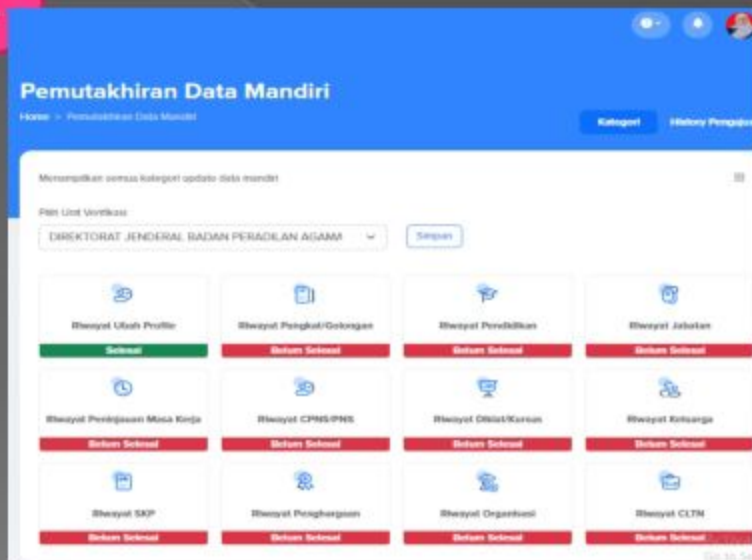 Pemutakhiran Data Mandiri
Home > Pemutakhiran Data Mandiri
Kategori
History Pengajua
Menampilkan semua kategori update data mandiri
Pilih Unit Verifikasi
DIREKTORAT JENDERAL BADAN PERADILAN AGAMA
Simpan
Riwayat Ubah Profile
Riwayat Pangkat/Golongan
Riwayat Pendidikan
Riwayat Jabatan
Selesai
Belum Selesai
Belum Selesai
Belum Selesai
Riwayat Peninjauan Masa Kerja
Riwayat CPNS/PNS
Riwayat Diklat/Kursus
Riwayat Keluarga
Belum Selesai
Belum Selesai
Belum Selesai
Belum Selesai
Riwayat SKP
Riwayat Penghargaan
Riwayat Organisasi
Riwayat CLTN
Belum Selesai
Belum Selesai
Belum Selesai
Belum Selesai